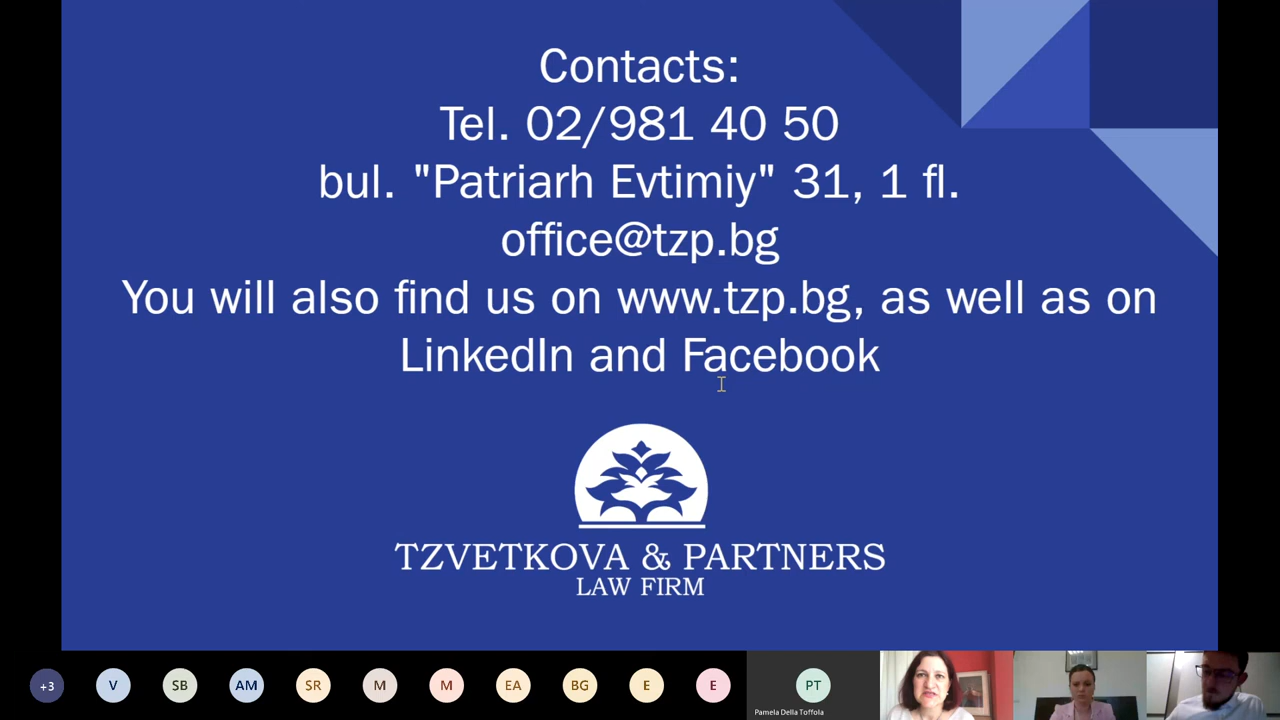 Contacts:
Tel. 02/981 40 50
bul. "Patriarh Evtimiy" 31, 1 fl.
office@tzp.bg
You will also find us on www.tzp.bg, as well as on
LinkedIn and Facebook
TZVETKOVA & PARTNERS
LAW FIRM
+3
V
SB
AM
SR
M
M
EA
BG
E
E
PT
Pamela Della Toffola